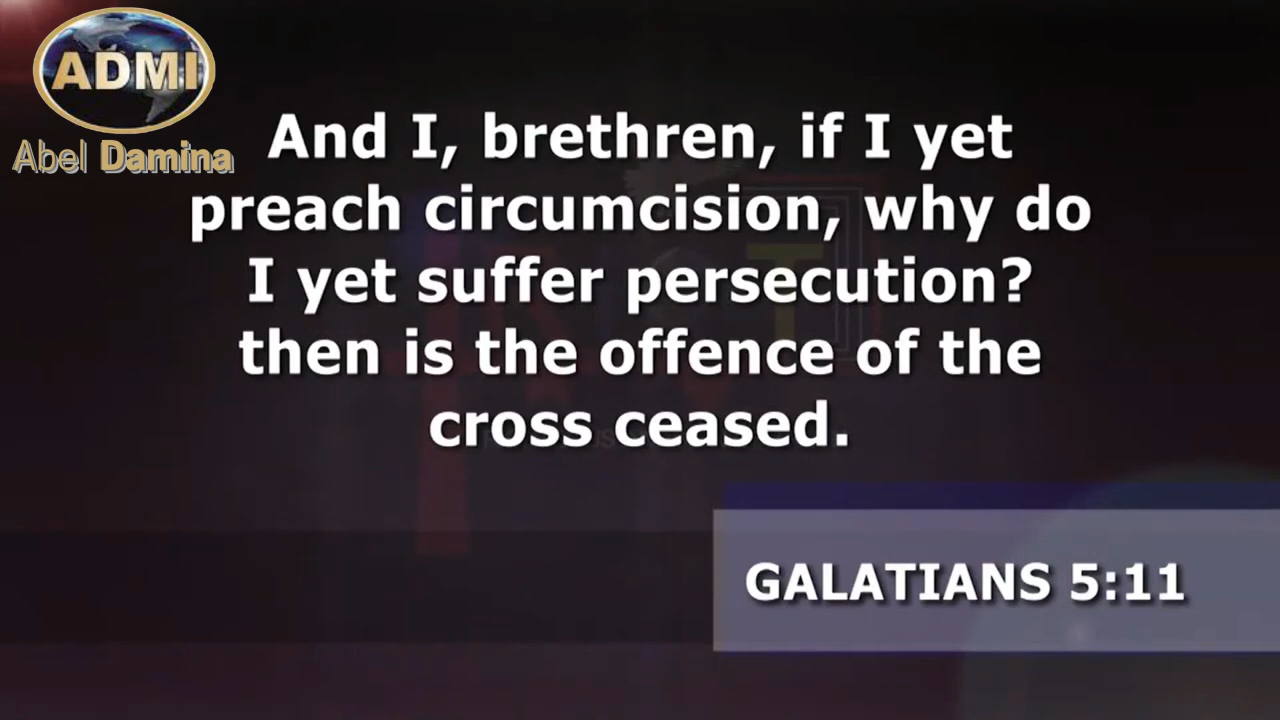 ADMI
Abel Damina
And I, brethren, if I yet
preach circumcision, why do
I yet suffer persecution?
then is the offence of the
cross ceased.
GALATIANS 5:11